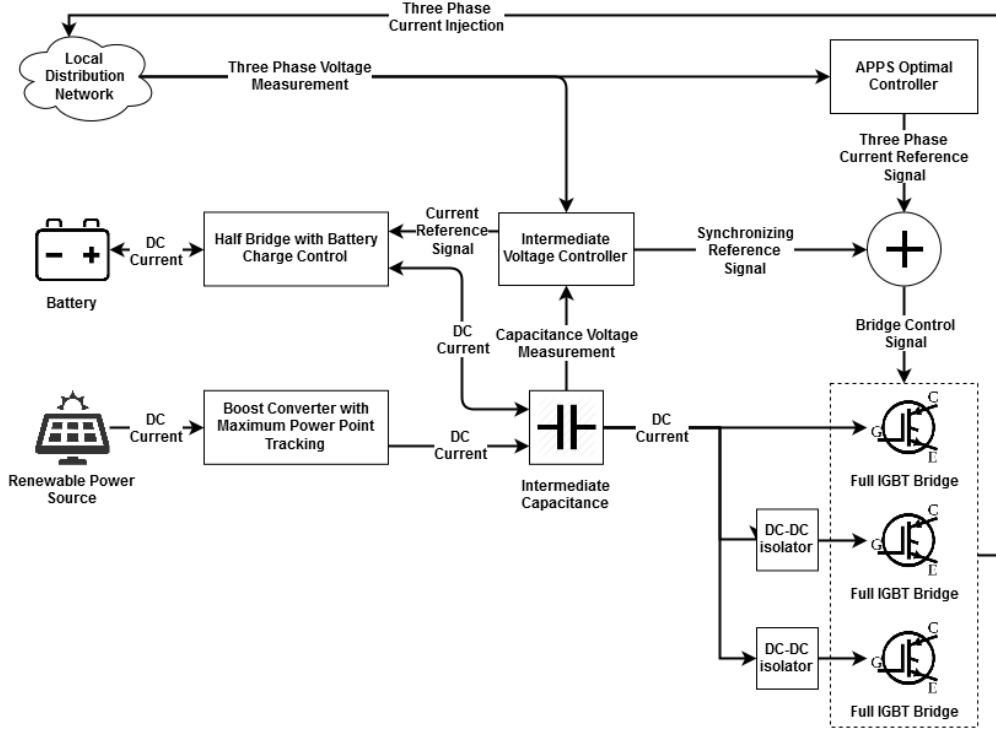 Three Phase
Current Injection
Local
Distribution
Network
Three Phase Voltage
Measurement
APPS Optimal
Controller
Three Phase
Current Reference
Signal
Battery
DC
Current
Half Bridge with Battery
Charge Control
Current
Reference
Signal
Intermediate
Voltage Controller
Synchronizing
Reference
Signal
DC
Current
Capacitance Voltage
Measurement
Bridge Control
Signal
Renewable Power
Source
DC
Current
Boost Converter with
Maximum Power Point
Tracking
DC
Current
Intermediate
Capacitance
DC
Current
C
G
E
Full IGBT Bridge
DC-DC
isolator
C
G
E
Full IGBT Bridge
DC-DC
isolator
C
G
E
Full IGBT Bridge